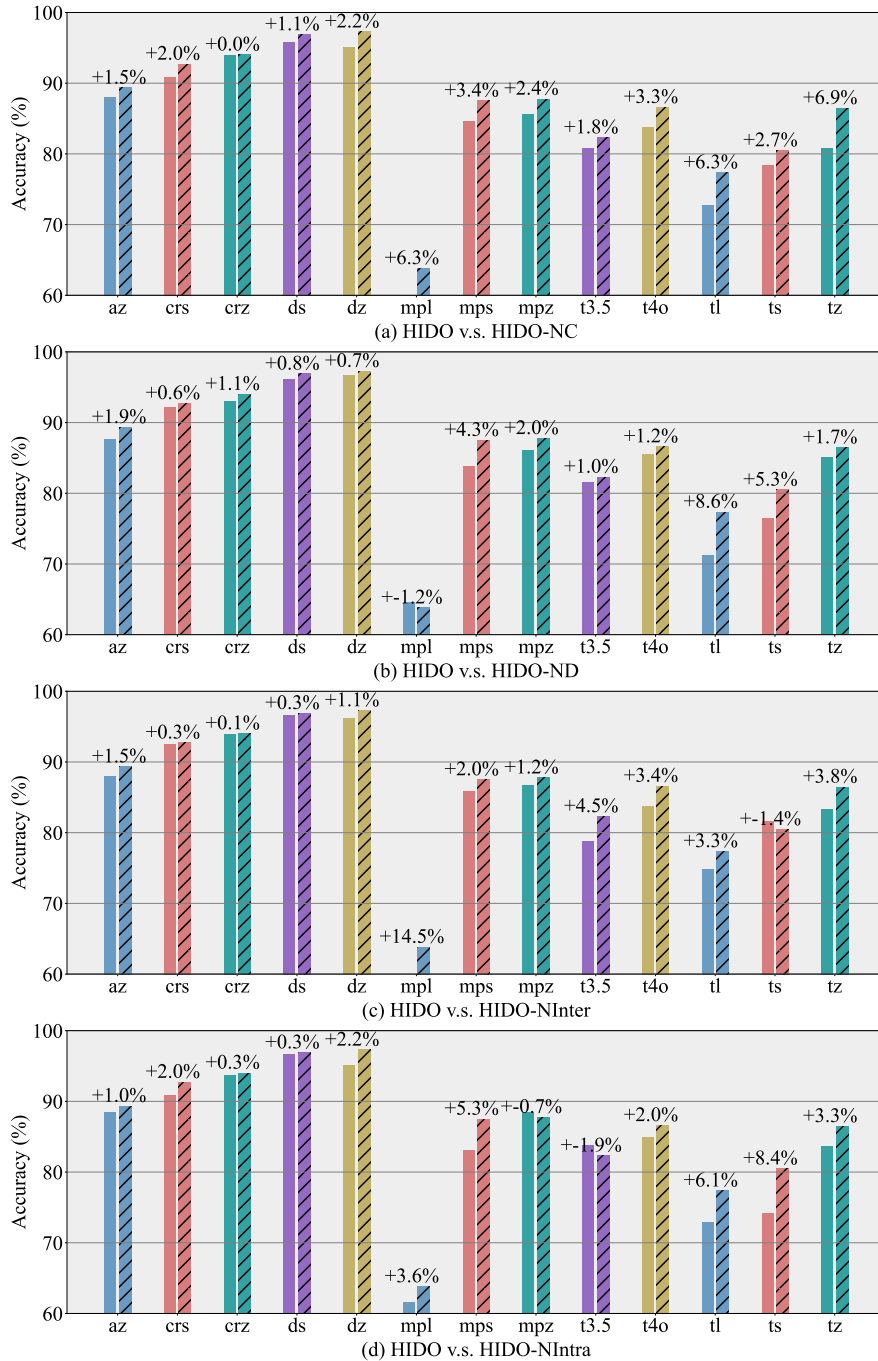 100
+1.1% +2.2%
+2.0% +0.0%
90 +1.5% +3.4% +2.4% +6.9%
+3.3%
+1.8%
80 +2.7%
+6.3%
70
+6.3%
60
Accuracy (%)
az crs crz ds dz mpl mps mpz t3.5 t4o tl ts tz
(a) HIDO v.s. HIDO-NC
100
+0.8% +0.7%
+0.6% +1.1%
90 +1.9% +4.3% +2.0% +1.2% +1.7%
+1.0%
80 +8.6% +5.3%
70
+-1.2%
60
Accuracy (%)
az crs crz ds dz mpl mps mpz t3.5 t4o tl ts tz
(b) HIDO v.s. HIDO-ND
100
+0.3% +1.1%
+0.3% +0.1%
90 +1.5% +2.0% +1.2% +3.4% +3.8%
+4.5%
80 +3.3% +-1.4%
70
+14.5%
60
Accuracy (%)
az crs crz ds dz mpl mps mpz t3.5 t4o tl ts tz
(c) HIDO v.s. HIDO-NInter
100
+0.3% +2.2%
+2.0% +0.3%
90 +1.0% +5.3% +-0.7% +2.0% +3.3%
+-1.9%
80 +6.1% +8.4%
70
+3.6%
60
Accuracy (%)
az crs crz ds dz mpl mps mpz t3.5 t4o tl ts tz
(d) HIDO v.s. HIDO-NIntra